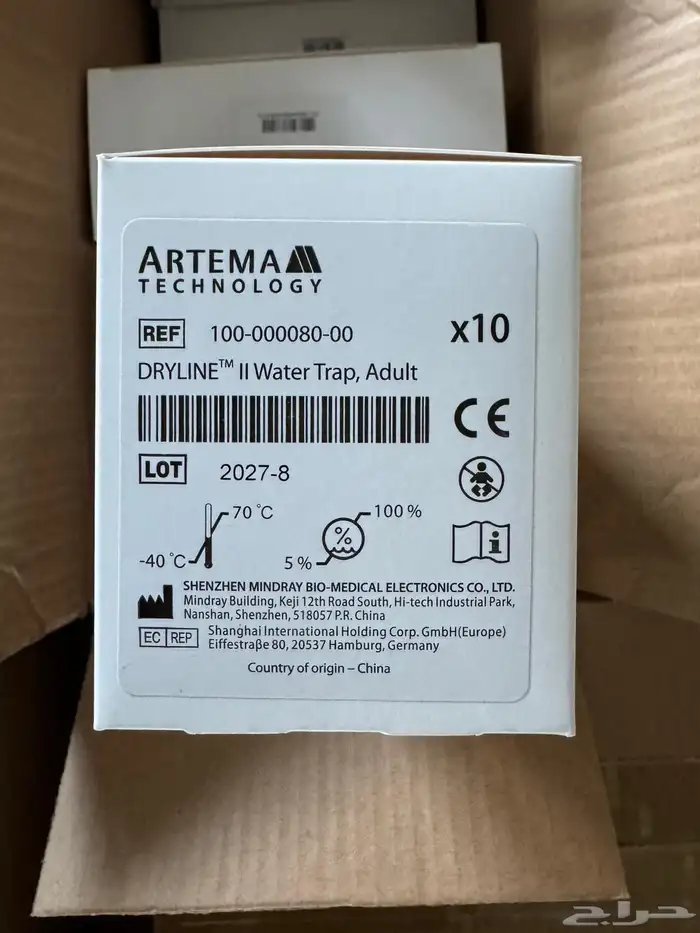 ARTEMA
TECHNOLOGY
REF 100-000080-00 x10
DRYLINE™ II Water Trap, Adult
CE
LOT 2027-8
70 °C
-40 °C
100 %
%
5 %
i
SHENZHEN MINDRAY BIO-MEDICAL ELECTRONICS CO., LTD.
Mindray Building, Keji 12th Road South, Hi-tech Industrial Park,
Nanshan, Shenzhen, 518057 P.R. China
EC REP Shanghai International Holding Corp. GmbH(Europe)
Eiffestraβe 80, 20537 Hamburg, Germany
Country of origin – China
حراج